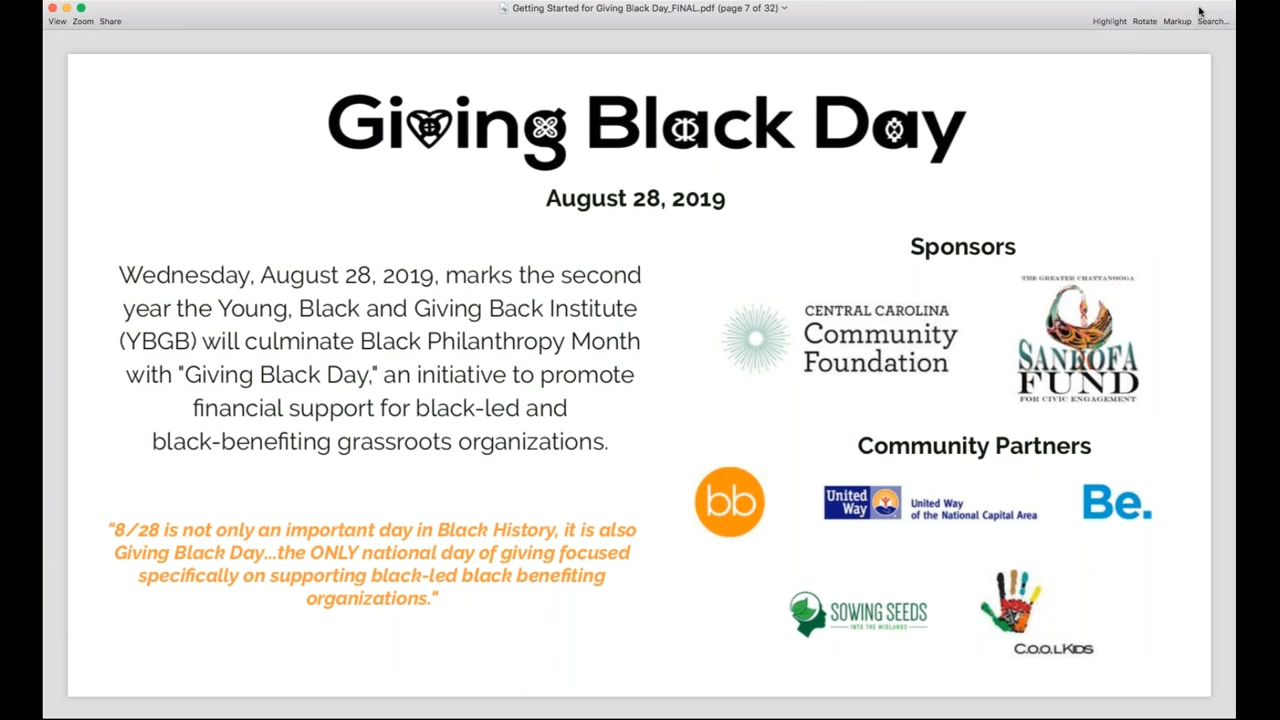 Getting Started for Giving Black Day_FINAL.pdf (page 7 of 32)
View Zoom Share
Highlight Rotate Markup Search...
Giving Black Day
August 28, 2019
Wednesday, August 28, 2019, marks the second
year the Young, Black and Giving Back Institute
(YBGB) will culminate Black Philanthropy Month
with "Giving Black Day," an initiative to promote
financial support for black-led and
black-benefiting grassroots organizations.
"8/28 is not only an important day in Black History, it is also
Giving Black Day...the ONLY national day of giving focused
specifically on supporting black-led black benefiting
organizations."
Sponsors
CENTRAL CAROLINA
Community
Foundation
THE GREATER CHATTANOOGA
SANKOFA
FUND
FOR CIVIC ENGAGEMENT
Community Partners
bb
United
Way
United Way
of the National Capital Area
Be.
SOWING SEEDS
INTO THE MIDLANDS
C.O.O.L KIDS